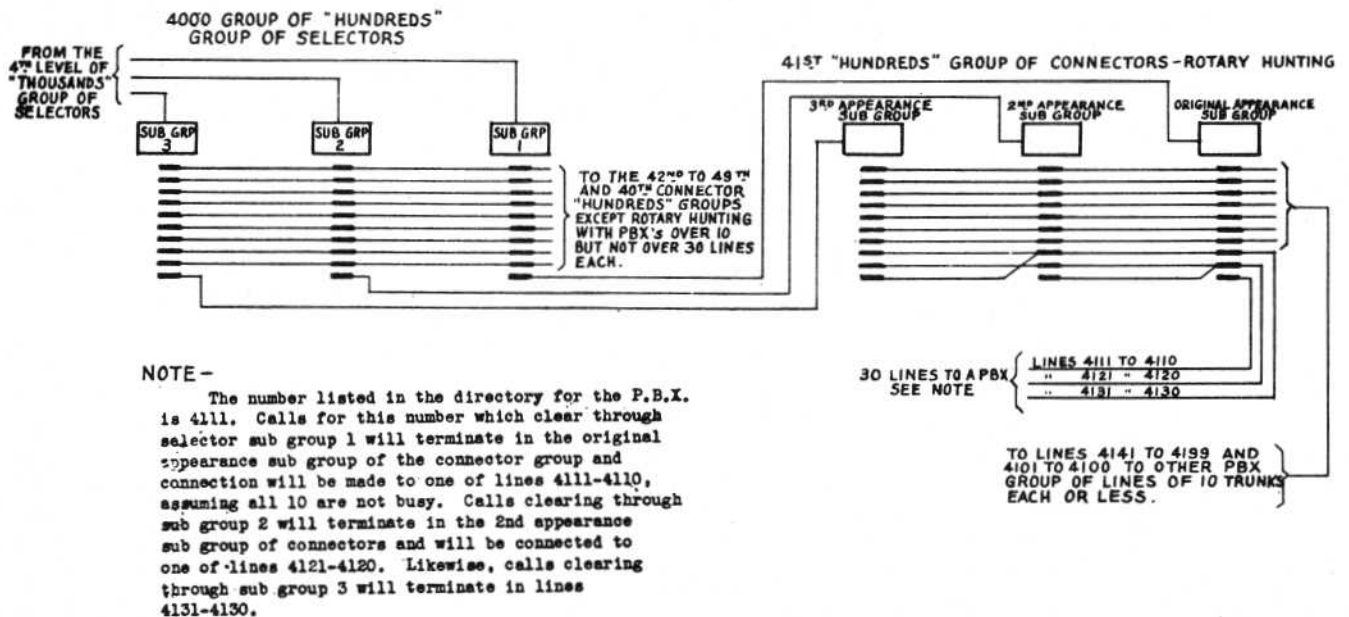 4000 GROUP OF "HUNDREDS"
GROUP OF SELECTORS
FROM THE
4TH LEVEL OF
"THOUSANDS"
GROUP OF
SELECTORS
SUB GRP
3
SUB GRP
2
SUB GRP
1
TO THE 42ND TO 49TH
AND 40TH CONNECTOR
"HUNDREDS" GROUPS
EXCEPT ROTARY HUNTING
WITH PBX's OVER 10
BUT NOT OVER 30 LINES
EACH.
41ST "HUNDREDS" GROUP OF CONNECTORS-ROTARY HUNTING
3RD APPEARANCE
SUB GROUP
2ND APPEARANCE
SUB GROUP
ORIGINAL APPEARANCE
SUB GROUP
30 LINES TO A PBX
SEE NOTE
LINES 4111 TO 4110
" 4121 " 4120
" 4131 " 4130
TO LINES 4141 TO 4199 AND
4101 TO 4100 TO OTHER PBX
GROUP OF LINES OF 10 TRUNKS
EACH OR LESS.
NOTE-
The number listed in the directory for the P.B.X.
is 4111. Calls for this number which clear through
selector sub group 1 will terminate in the original
appearance sub group of the connector group and
connection will be made to one of lines 4111-4110,
assuming all 10 are not busy. Calls clearing through
sub group 2 will terminate in the 2nd appearance
sub group of connectors and will be connected to
one of lines 4121-4120. Likewise, calls clearing
through sub group 3 will terminate in lines
4131-4130.